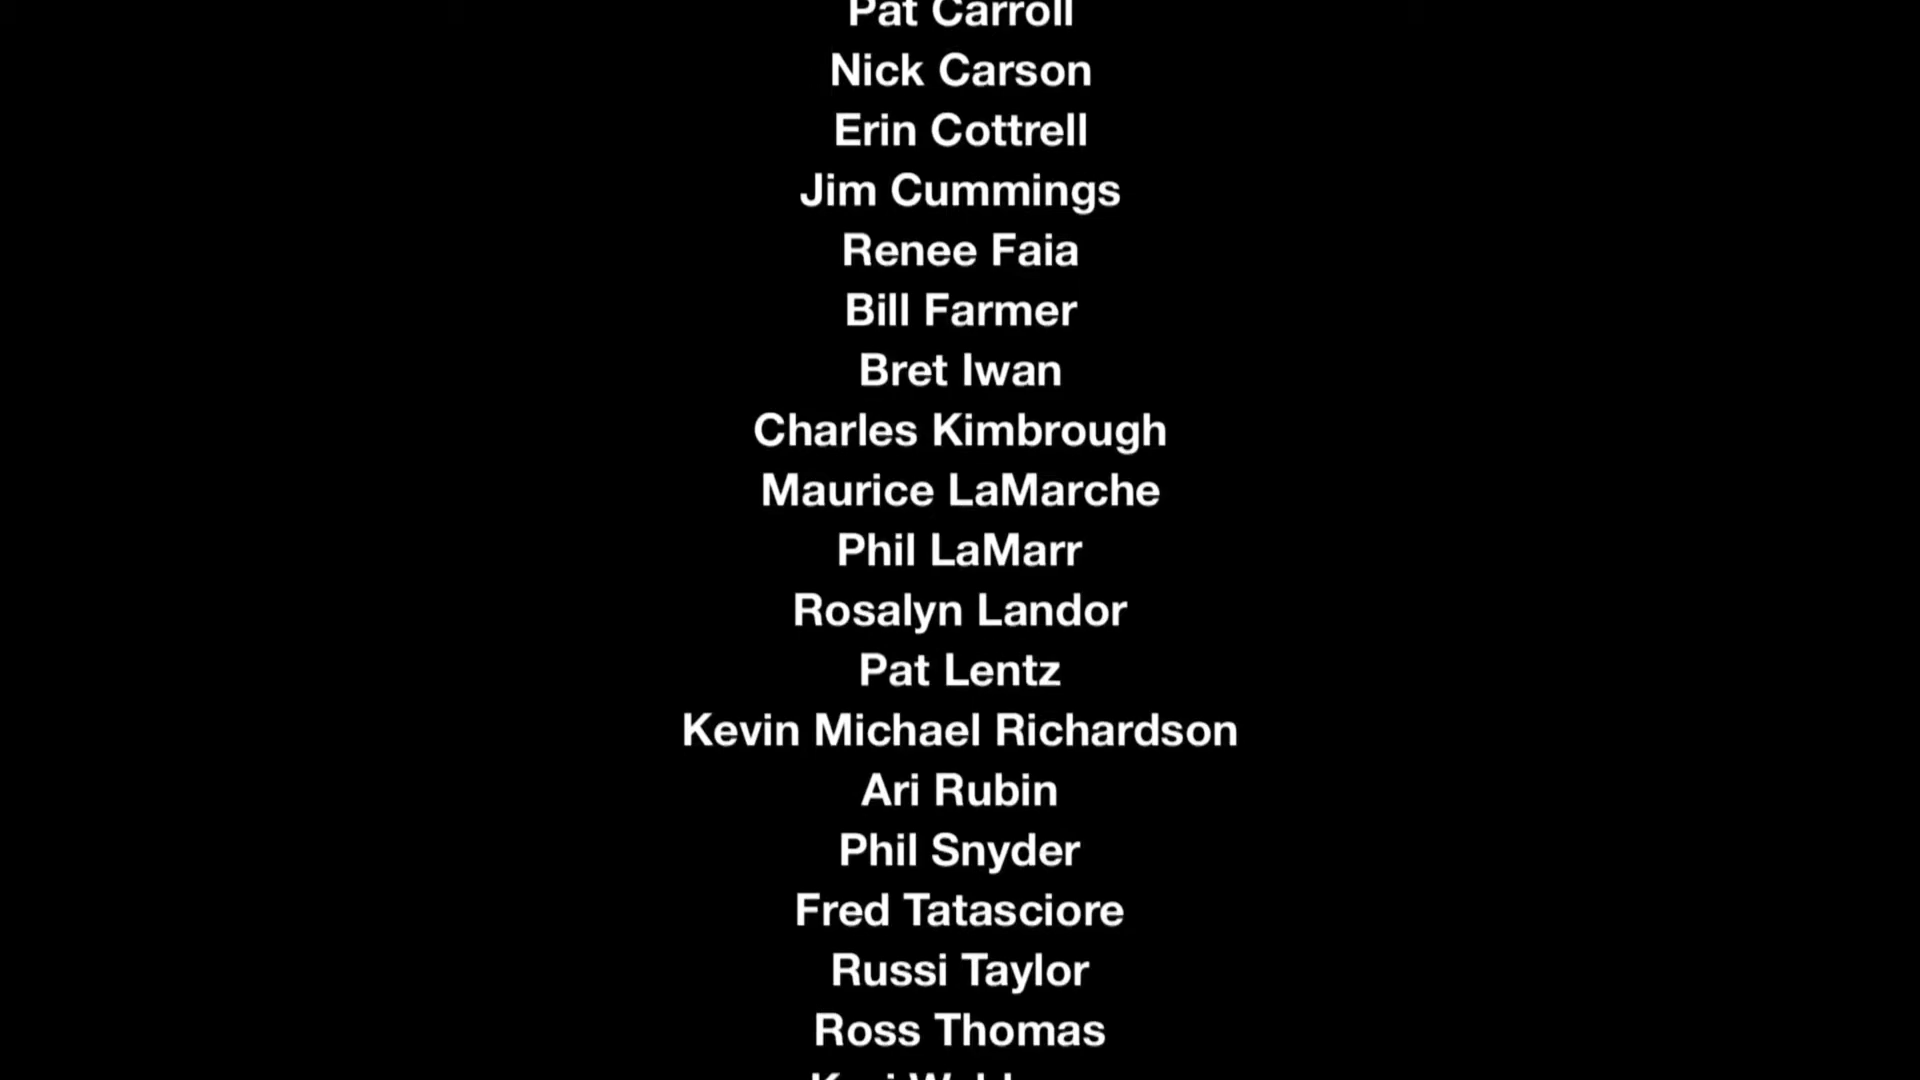 Pat Carroll
Nick Carson
Erin Cottrell
Jim Cummings
Renee Faia
Bill Farmer
Bret Iwan
Charles Kimbrough
Maurice LaMarche
Phil LaMarr
Rosalyn Landor
Pat Lentz
Kevin Michael Richardson
Ari Rubin
Phil Snyder
Fred Tatasciore
Russi Taylor
Ross Thomas